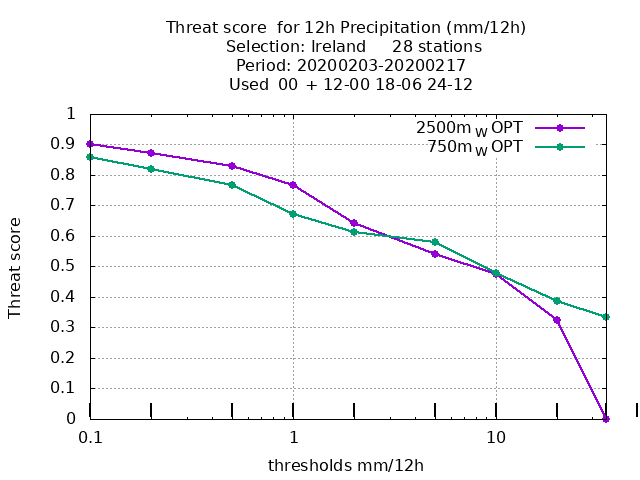 Threat score  for 12h Precipitation (mm/12h)
Selection: Ireland     28 stations
Period: 20200203-20200217
Used  00 + 12-00 18-06 24-12
2500m W OPT
750m W OPT
1
0.9
0.8
0.7
0.6
0.5
0.4
0.3
0.2
0.1
0
Threat score
0.1 1 10
thresholds mm/12h